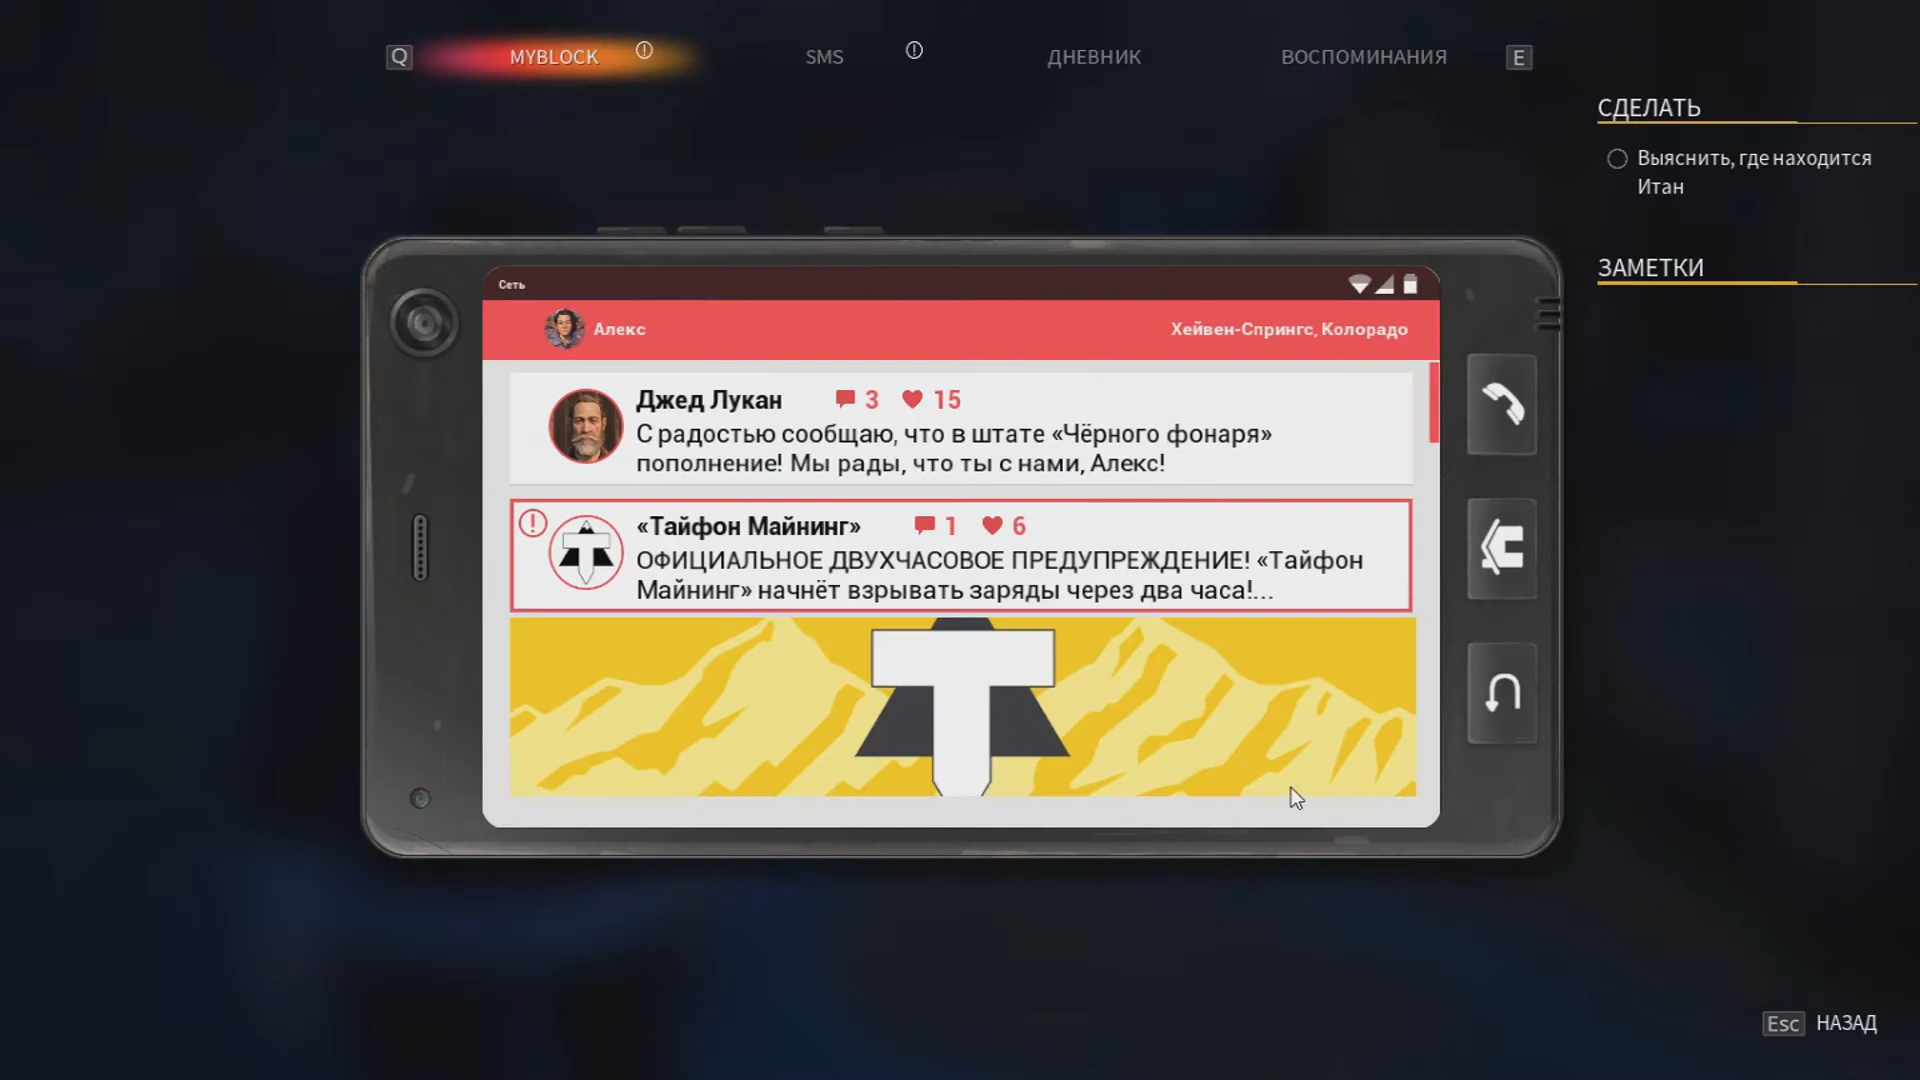 Q MYBLOCK SMS ДНЕВНИК ВОСПОМИНАНИЯ E
СДЕЛАТЬ
Выяснить, где находится
Итан
ЗАМЕТКИ
Сеть
Алекс Хейвен-Спрингс, Колорадо
Джед Лукан 3 15
С радостью сообщаю, что в штате «Чёрного фонаря»
пополнение! Мы рады, что ты с нами, Алекс!
«Тайфон Майнинг» 1 6
ОФИЦИАЛЬНОЕ ДВУХЧАСОВОЕ ПРЕДУПРЕЖДЕНИЕ! «Тайфон
Майнинг» начнёт взрывать заряды через два часа!...
Esc НАЗАД